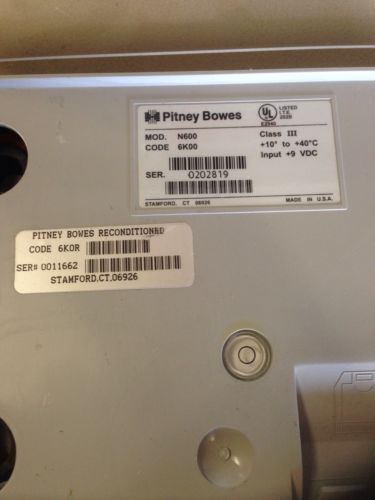 Pitney Bowes
UL
LISTED
I.T.E.
MOD. N600
CODE 6K00
Class III
+10° to +40°C
Input +9 VDC
SER. 0202819
STAMFORD, CT 06926
MADE IN U.S.A.
PITNEY BOWES RECONDITIONED
CODE 6K0R
SER# 0011662
STAMFORD.CT.06926